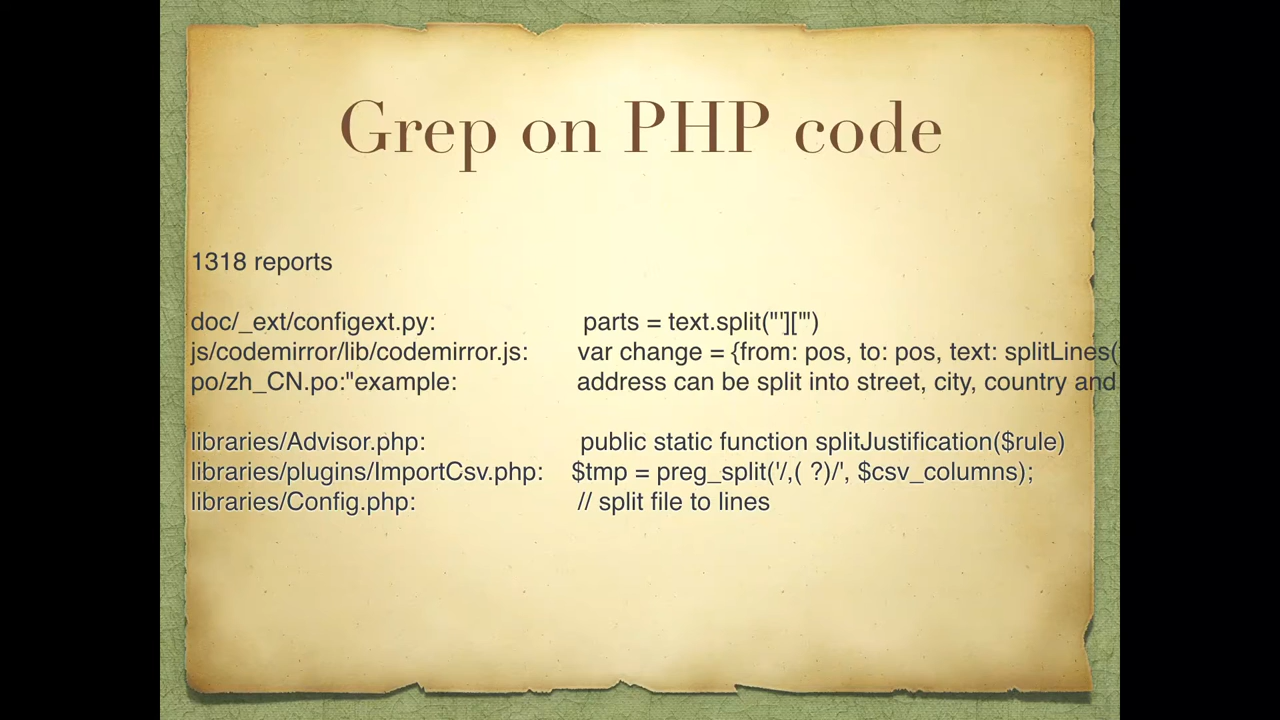 Grep on PHP code
1318 reports
doc/_ext/configext.py: parts = text.split("']['")
js/codemirror/lib/codemirror.js: var change = {from: pos, to: pos, text: splitLines(
po/zh_CN.po:"example: address can be split into street, city, country and
libraries/Advisor.php: public static function splitJustification($rule)
libraries/plugins/ImportCsv.php: $tmp = preg_split('/,( ?)/', $csv_columns);
libraries/Config.php: // split file to lines